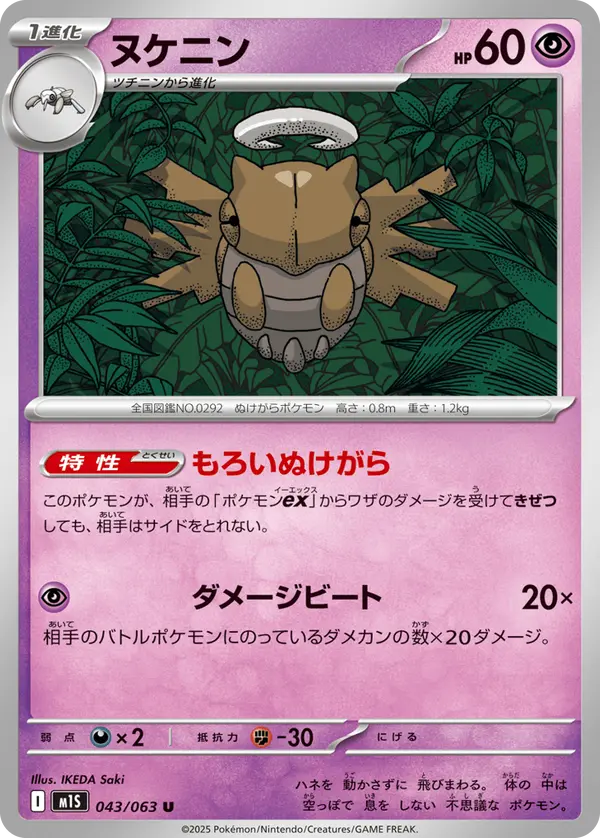 1進化
ヌケニン
HP60
ツチニンから進化
全国図鑑NO.0292 ぬけがらポケモン 高さ:0.8m 重さ:1.2kg
特性 とくせい もろいぬけがら
このポケモンが、相手の「ポケモンex」からワザのダメージを受けてきぜつ
しても、相手はサイドをとれない。
ダメージビート 20×
相手のバトルポケモンにのっているダメカンの数×20ダメージ。
弱点 ×2 抵抗力 -30 にげる
Illus. IKEDA Saki
I M1S 043/063 U
ハネを動かさずに飛びまわる。体の中は
空っぽで息をしない不思議なポケモン。
©2025 Pokémon/Nintendo/Creatures/GAME FREAK.